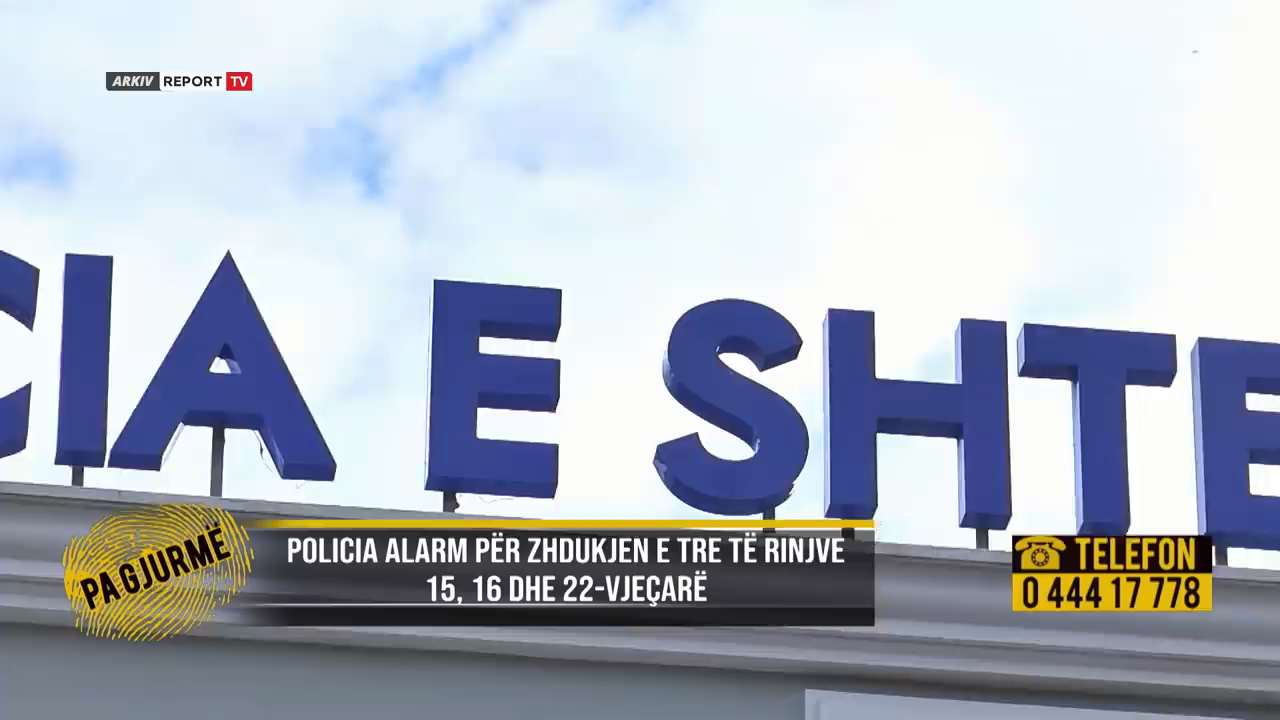 ARKIV REPORT TV
CIA E SHTE
PA GJURMË
POLICIA ALARM PËR ZHDUKJEN E TRE TË RINJVE
15, 16 DHE 22-VJEÇARË
TELEFON
0 444 17 778